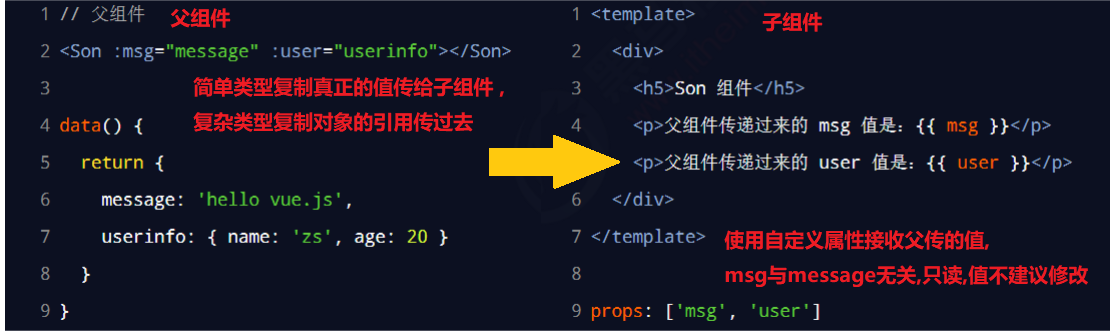 1 // 父组件 父组件
2 <Son :msg="message" :user="userinfo"></Son>
3 简单类型复制真正的值传给子组件，
4 data() { 复杂类型复制对象的引用传过去
5 return {
6 message: 'hello vue.js',
7 userinfo: { name: 'zs', age: 20 }
8 }
9 }
1 <template> 子组件
2 <div>
3 <h5>Son 组件</h5>
4 <p>父组件传递过来的 msg 值是：{{ msg }}</p>
5 <p>父组件传递过来的 user 值是：{{ user }}</p>
6 </div>
7 </template> 使用自定义属性接收父传的值,
8 msg与message无关,只读,值不建议修改
9 props: ['msg', 'user']